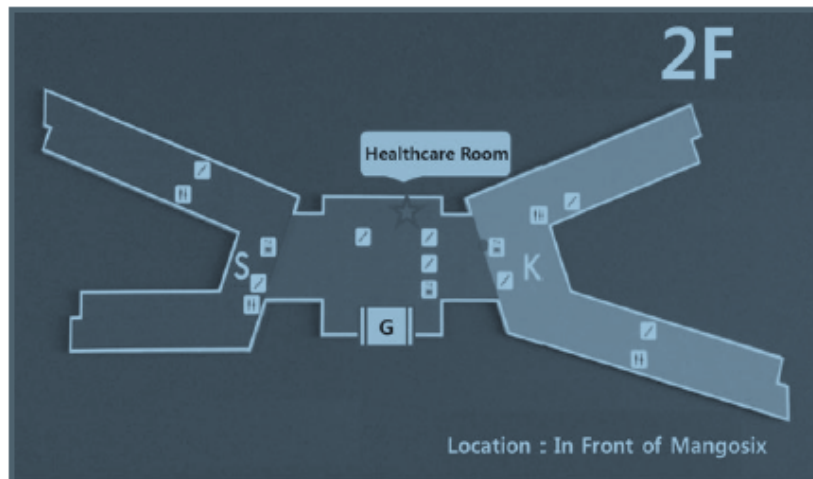 2F
Healthcare Room
S
K
G
Location : In Front of Mangosix